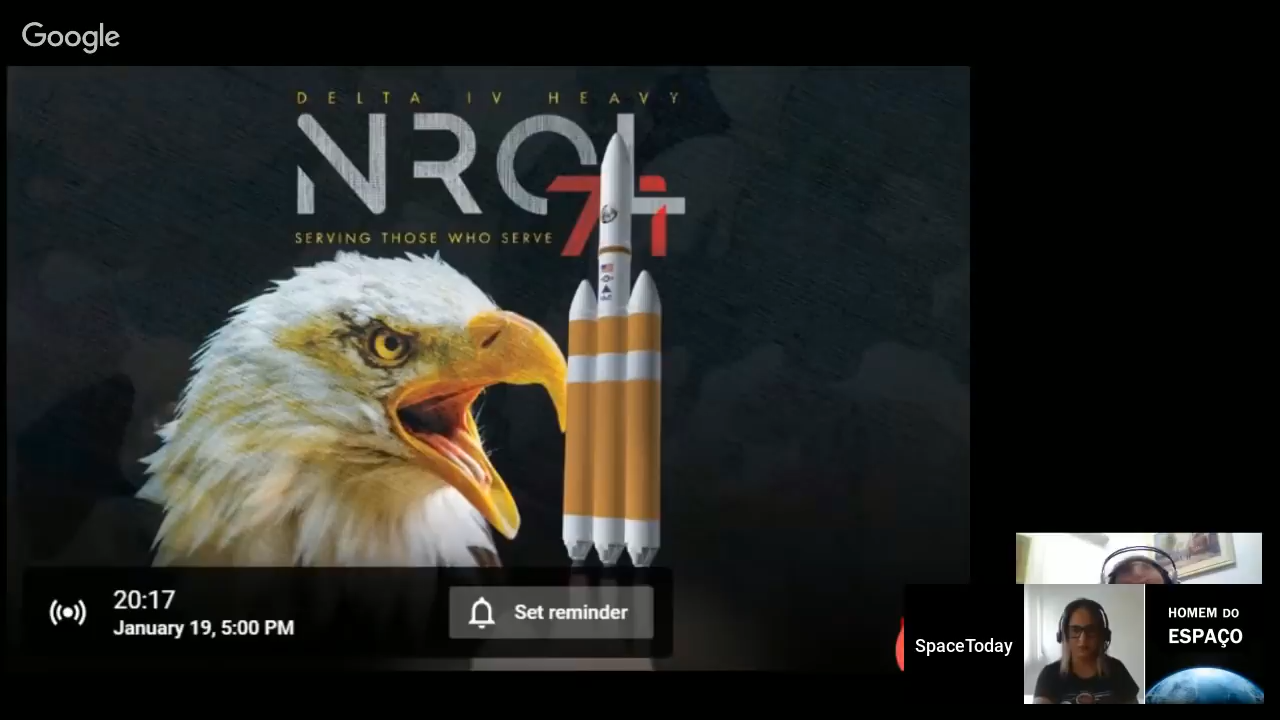 Google
DELTA IV HEAVY
NROL
71
SERVING THOSE WHO SERVE
20:17
January 19, 5:00 PM
Set reminder
SpaceToday
HOMEM DO
ESPAÇO